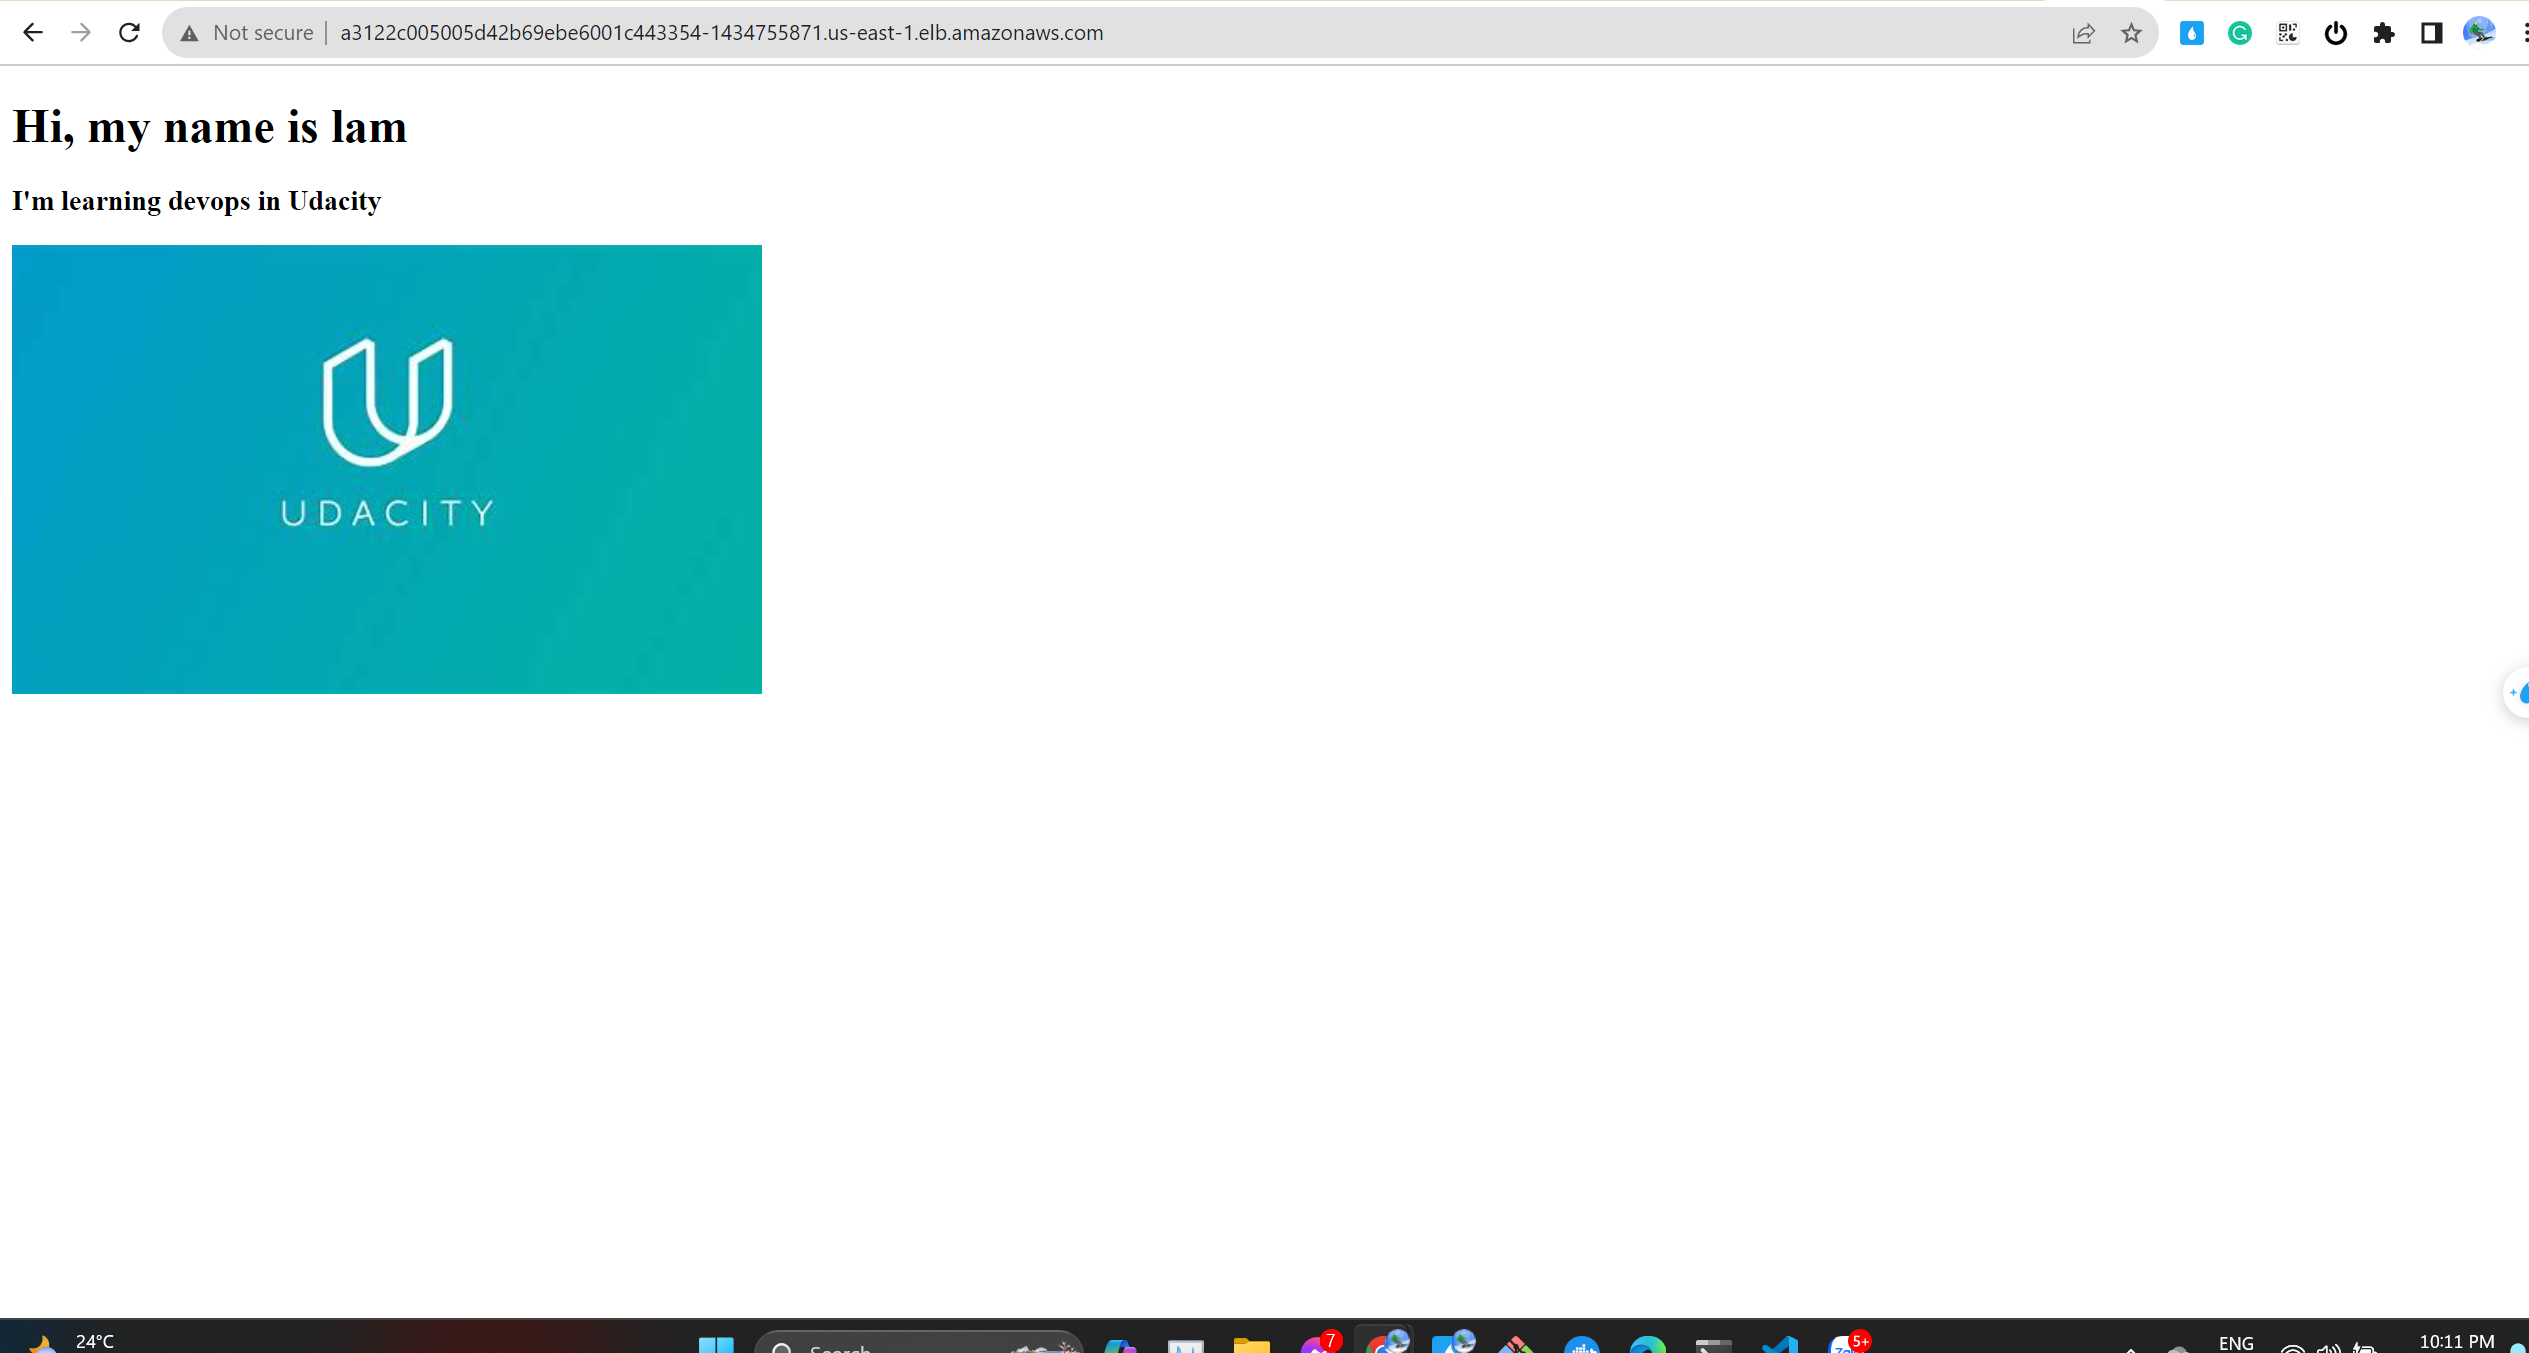 Not secure | a3122c005005d42b69ebe6001c443354-1434755871.us-east-1.elb.amazonaws.com
Hi, my name is lam
I'm learning devops in Udacity
UDACITY
24°C
Search
7
5+
ENG
10:11 PM